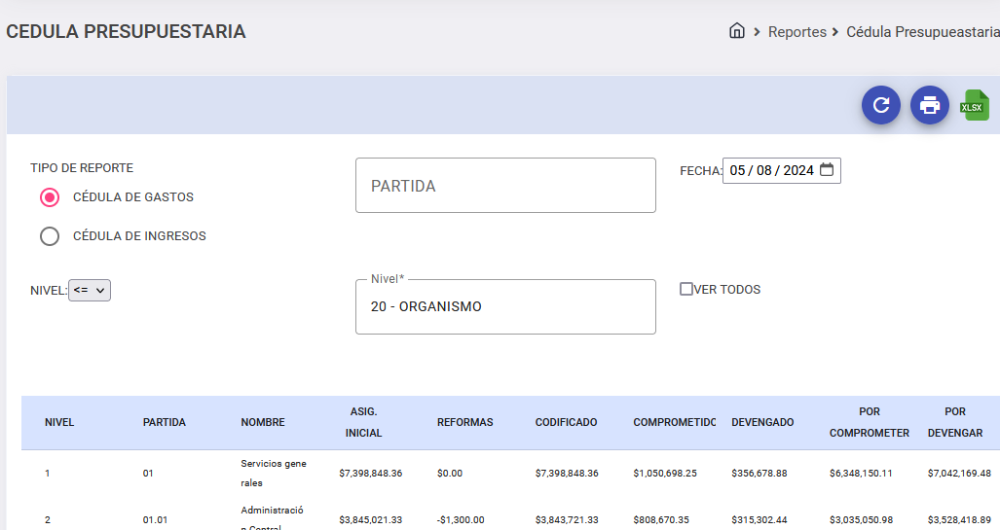 CEDULA PRESUPUESTARIA
Reportes > Cédula Presupueastaria
XLSX
TIPO DE REPORTE
CÉDULA DE GASTOS
CÉDULA DE INGRESOS
PARTIDA
FECHA: 05 / 08 / 2024
NIVEL: <=
Nivel*
20 - ORGANISMO
VER TODOS
NIVEL PARTIDA NOMBRE ASIG. INICIAL REFORMAS CODIFICADO COMPROMETIDO DEVENGADO POR COMPROMETER POR DEVENGAR
1 01 Servicios gene rales $7,398,848.36 $0.00 $7,398,848.36 $1,050,698.25 $356,678.88 $6,348,150.11 $7,042,169.48
2 01.01 Administració n Central $3,845,021.33 -$1,300.00 $3,843,721.33 $808,670.35 $315,302.44 $3,035,050.98 $3,528,418.89